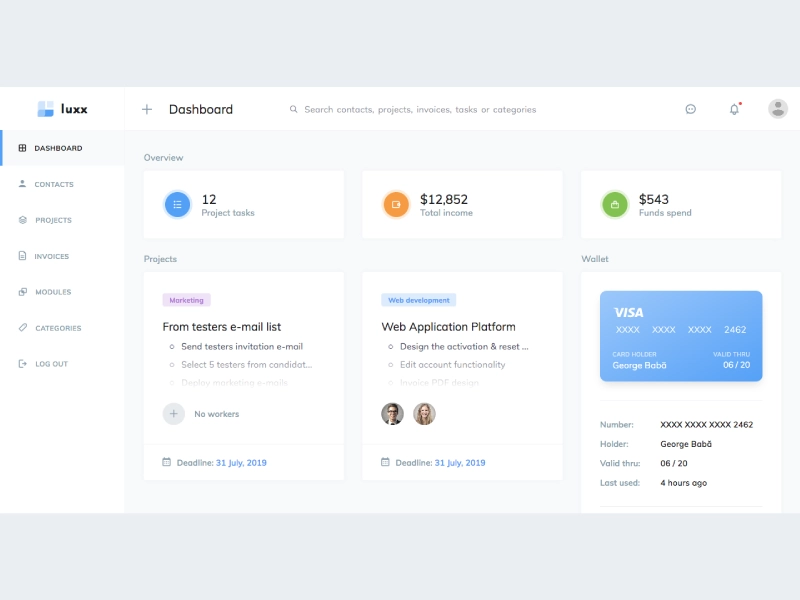 luxx
Dashboard
Search contacts, projects, invoices, tasks or categories
DASHBOARD
CONTACTS
PROJECTS
INVOICES
MODULES
CATEGORIES
LOG OUT
Overview
12
Project tasks
$12,852
Total income
$543
Funds spend
Projects
Marketing
From testers e-mail list
Send testers invitation e-mail
Select 5 testers from candidat...
Deploy marketing e-mails
No workers
Deadline: 31 July, 2019
Web development
Web Application Platform
Design the activation & reset ...
Edit account functionality
Invoice PDF design
Deadline: 31 July, 2019
Wallet
VISA
XXXX XXXX XXXX 2462
CARD HOLDER
George Babă
VALID THRU
06 / 20
Number: XXXX XXXX XXXX 2462
Holder: George Babă
Valid thru: 06 / 20
Last used: 4 hours ago